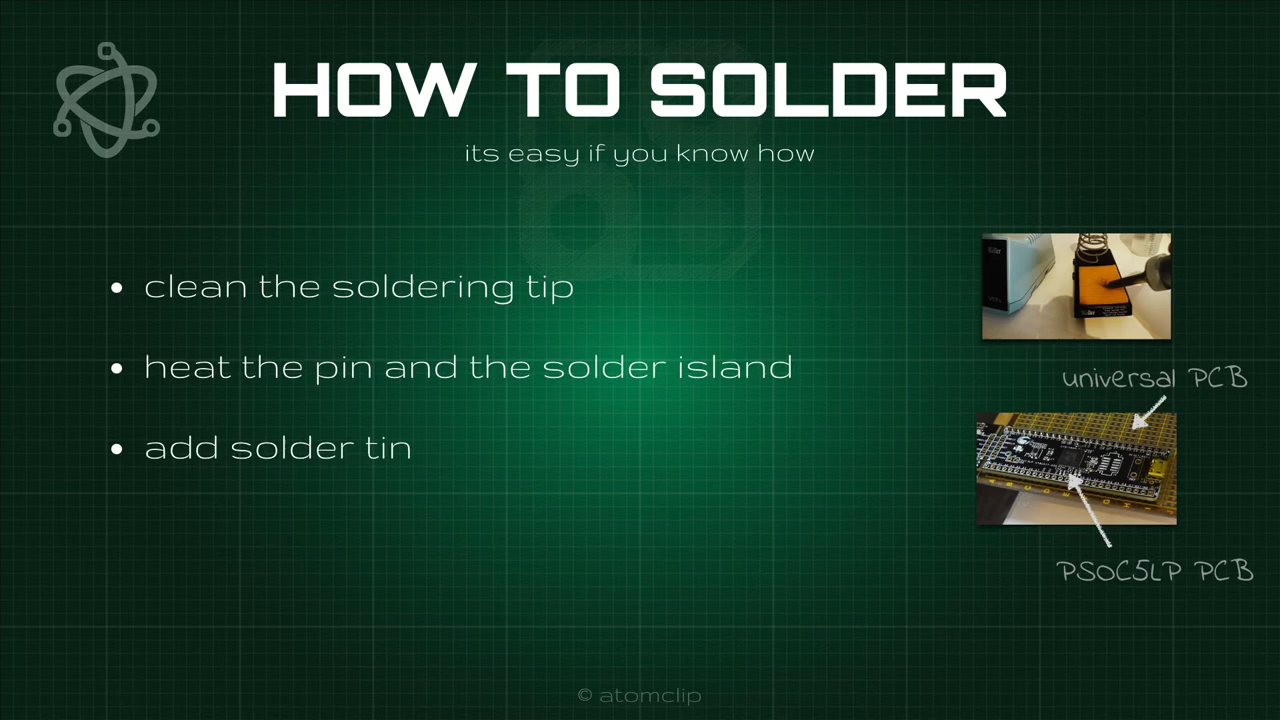 HOW TO SOLDER
its easy if you know how
• clean the soldering tip
• heat the pin and the solder island
• add solder tin
universal PCB
PSOC5LP PCB
© atomclip